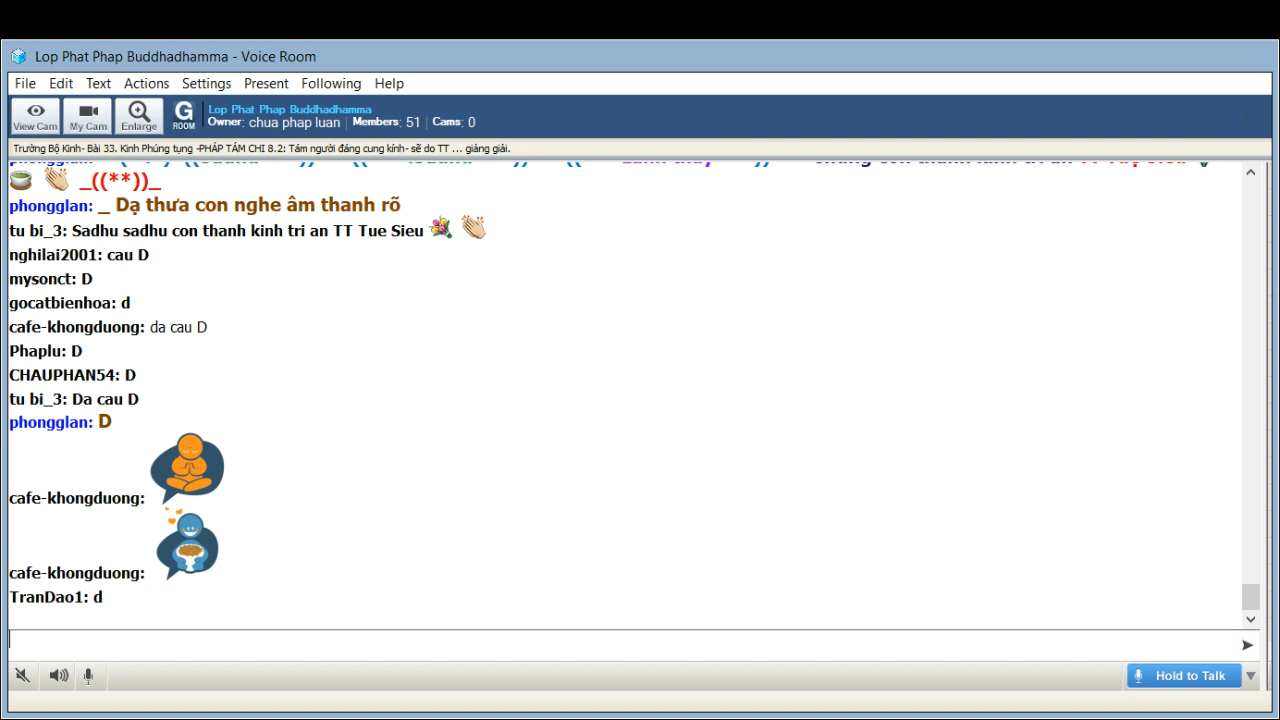 Lop Phat Phap Buddhadhamma - Voice Room
File Edit Text Actions Settings Present Following Help
View Cam My Cam Enlarge G ROOM Lop Phat Phap Buddhadhamma
Owner: chua phap luan | Members: 51 | Cams: 0
Trường Bộ Kinh- Bài 33. Kinh Phúng tụng -PHÁP TÁM CHI 8.2: Tám người đáng cung kính- sẽ do TT ... giảng giải.
_((**))_
phongglan: _ Dạ thưa con nghe âm thanh rõ
tu bi_3: Sadhu sadhu con thanh kinh tri an TT Tue Sieu
nghilai2001: cau D
mysonct: D
gocatbienhoa: d
cafe-khongduong: da cau D
Phaplu: D
CHAUPHAN54: D
tu bi_3: Da cau D
phongglan: D
cafe-khongduong:
cafe-khongduong:
TranDao1: d
Hold to Talk